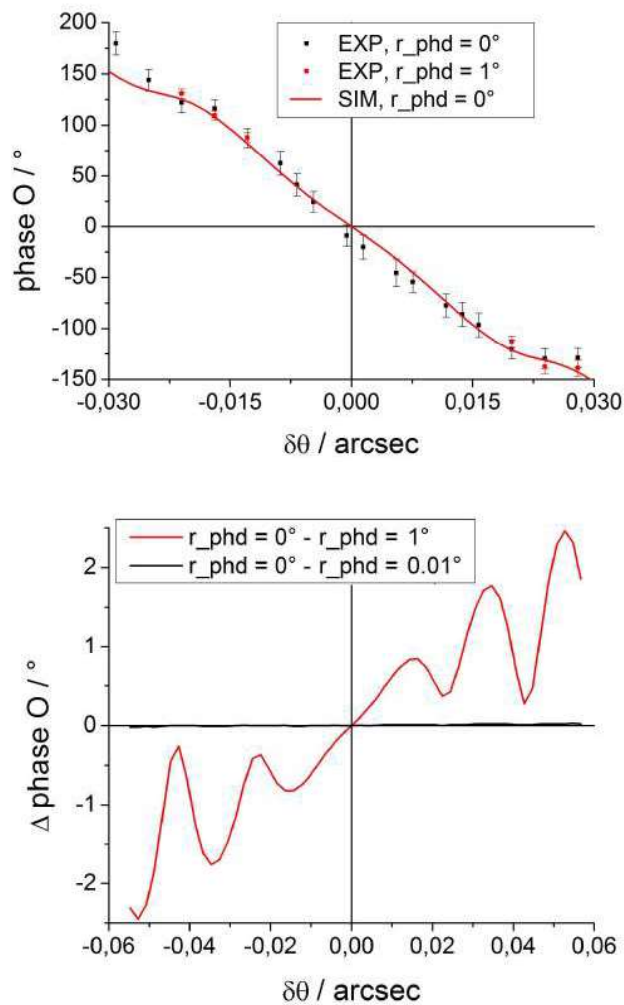 200
150
100
50
0
-50
-100
-150
phase O / °
EXP, r_phd = 0°
EXP, r_phd = 1°
SIM, r_phd = 0°
-0,030 -0,015 0,000 0,015 0,030
δθ / arcsec
r_phd = 0° - r_phd = 1°
r_phd = 0° - r_phd = 0.01°
2
1
0
-1
-2
Δ phase O / °
-0,06 -0,04 -0,02 0,00 0,02 0,04 0,06
δθ / arcsec